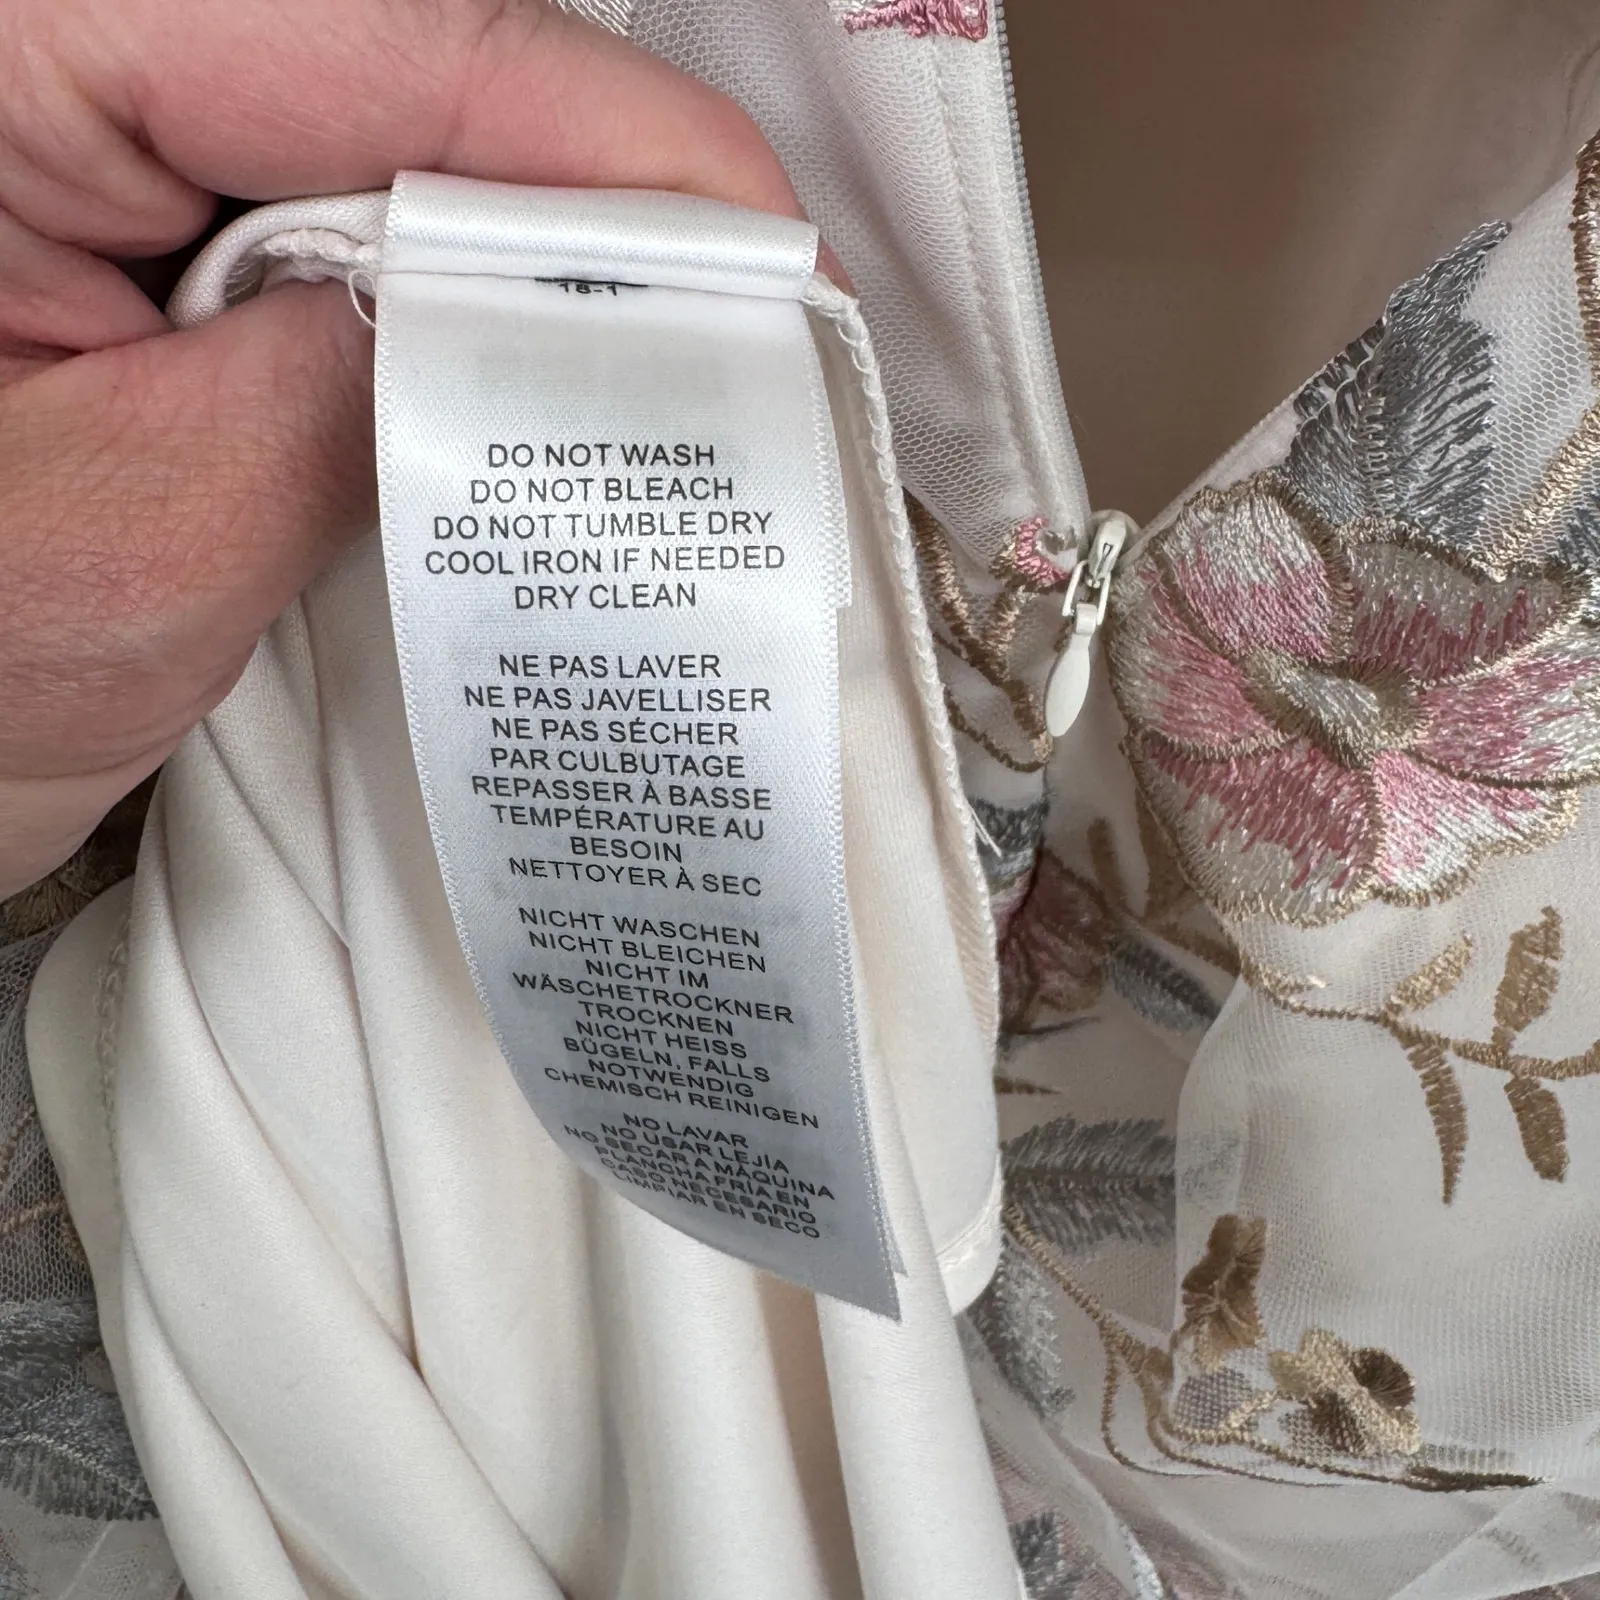 18-1
DO NOT WASH
DO NOT BLEACH
DO NOT TUMBLE DRY
COOL IRON IF NEEDED
DRY CLEAN
NE PAS LAVER
NE PAS JAVELLISER
NE PAS SÉCHER
PAR CULBUTAGE
REPASSER À BASSE
TEMPÉRATURE AU
BESOIN
NETTOYER À SEC
NICHT WASCHEN
NICHT BLEICHEN
NICHT IM
WÄSCHETROCKNER
TROCKNEN
NICHT HEISS
BÜGELN, FALLS
NOTWENDIG
CHEMISCH REINIGEN
NO LAVAR
NO USAR LEJÍA
NO SECAR A MÁQUINA
PLANCHA FRÍA EN
CASO NECESARIO
LIMPIAR EN SECO